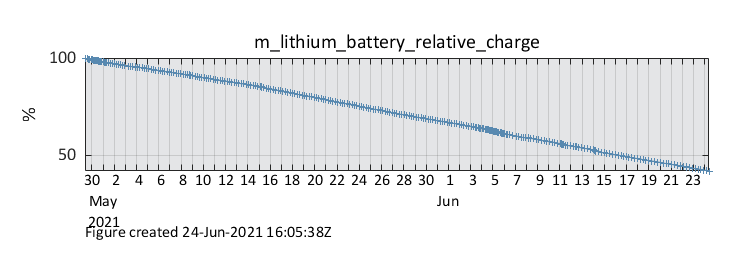 m_lithium_battery_relative_charge
100
%
50
30 2 4 6 8 10 12 14 16 18 20 22 24 26 28 30 1 3 5 7 9 11 13 15 17 19 21 23
May Jun
2021
Figure created 24-Jun-2021 16:05:38Z